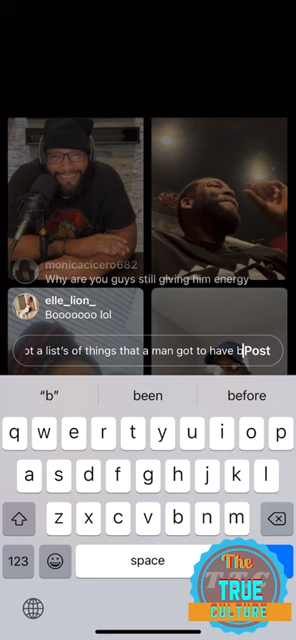 monicacicero682
Why are you guys still giving him energy
elle_lion_
Booooooo lol
ot a list's of things that a man got to have b
Post
“b” been before
q w e r t y u i o p
a s d f g h j k l
z x c v b n m
123 space
The
T.T.C
TRUE
CULTURE